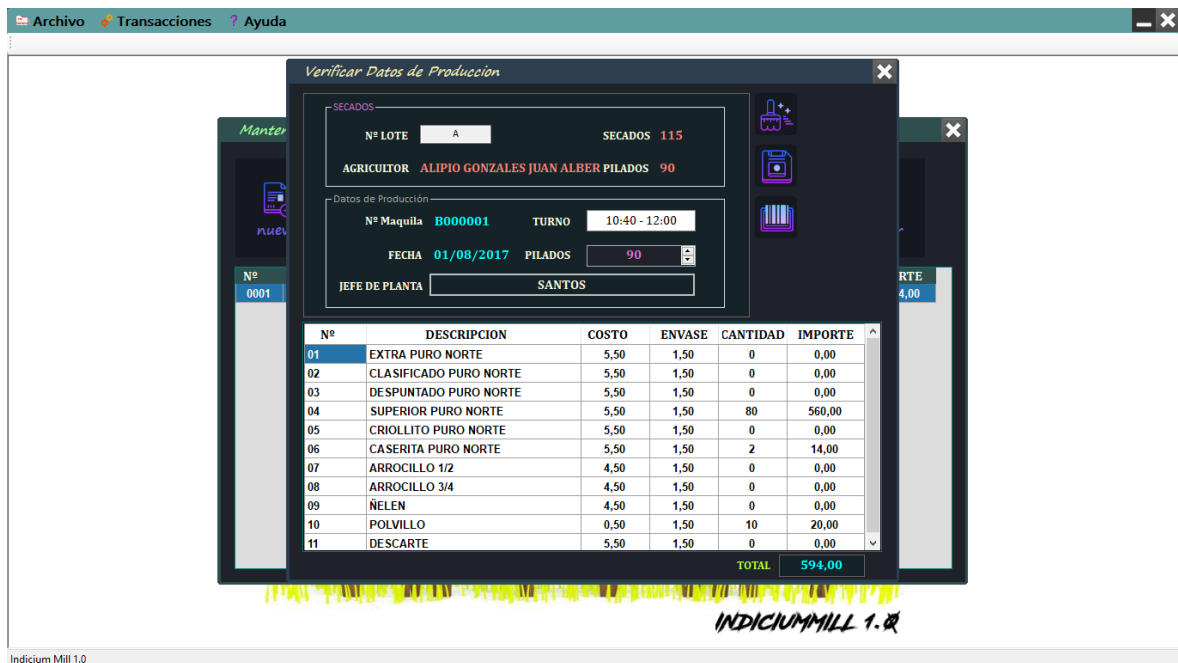 Archivo Transacciones ? Ayuda
Verificar Datos de Produccion
SECADOS
Nº LOTE A SECADOS 115
AGRICULTOR ALIPIO GONZALES JUAN ALBER PILADOS 90
Datos de Producción
Nº Maquila B000001 TURNO 10:40 - 12:00
FECHA 01/08/2017 PILADOS 90
JEFE DE PLANTA SANTOS
Manter
nuev
Nº
0001
RTE
4,00
Nº DESCRIPCION COSTO ENVASE CANTIDAD IMPORTE
01 EXTRA PURO NORTE 5,50 1,50 0 0,00
02 CLASIFICADO PURO NORTE 5,50 1,50 0 0,00
03 DESPUNTADO PURO NORTE 5,50 1,50 0 0,00
04 SUPERIOR PURO NORTE 5,50 1,50 80 560,00
05 CRIOLLITO PURO NORTE 5,50 1,50 0 0,00
06 CASERITA PURO NORTE 5,50 1,50 2 14,00
07 ARROCILLO 1/2 4,50 1,50 0 0,00
08 ARROCILLO 3/4 4,50 1,50 0 0,00
09 ÑELEN 4,50 1,50 0 0,00
10 POLVILLO 0,50 1,50 10 20,00
11 DESCARTE 5,50 1,50 0 0,00
TOTAL 594,00
INDICIUMMILL 1.0
Indicium Mill 1.0